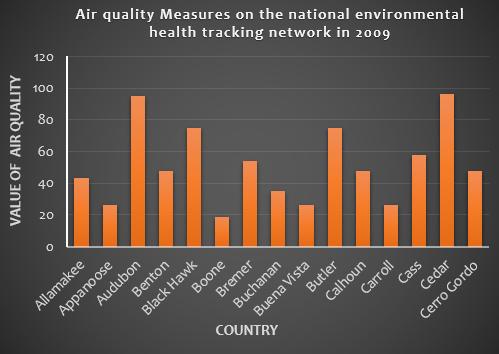 Air quality Measures on the national environmental
health tracking network in 2009
VALUE OF AIR QUALITY
120
100
80
60
40
20
0
Allamakee
Appanoose
Audubon
Benton
Black Hawk
Boone
Bremer
Buchanan
Buena Vista
Butler
Calhoun
Carroll
Cass
Cedar
Cerro Gordo
COUNTRY